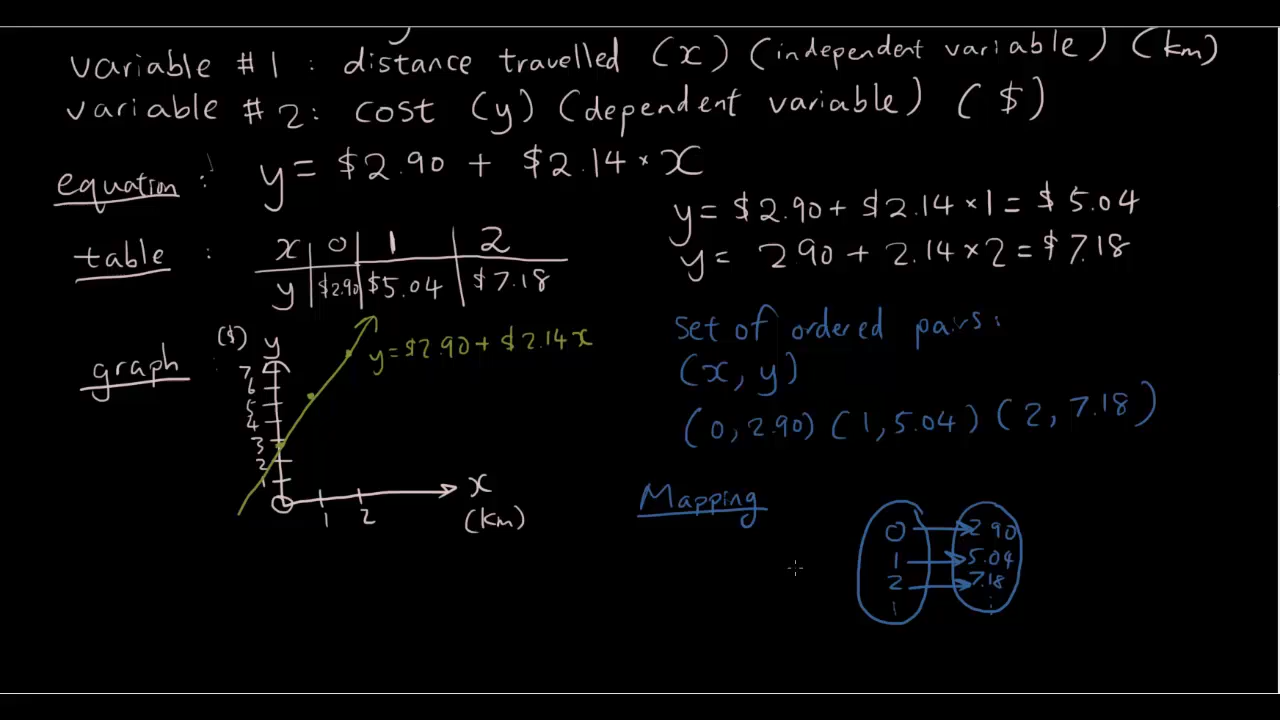 variable #1 : distance travelled (x) (independent variable) (km)
variable #2: cost (y) (dependent variable) ($)
equation : y = $2.90 + $2.14 * x
y = $2.90 + $2.14 × 1 = $5.04
y = 290 + 2.14 × 2 = $7.18
table : x | 0 | 1 | 2
y | $2.90 | $5.04 | $7.18
Set of ordered pairs:
(x, y)
(0, 2.90) (1, 5.04) (2, 7.18)
graph :
($) y
y = $2.90 + $2.14x
7
6
5
4
3
2
1
1 2
x
(km)
Mapping
0 2.90
1 5.04
2 7.18